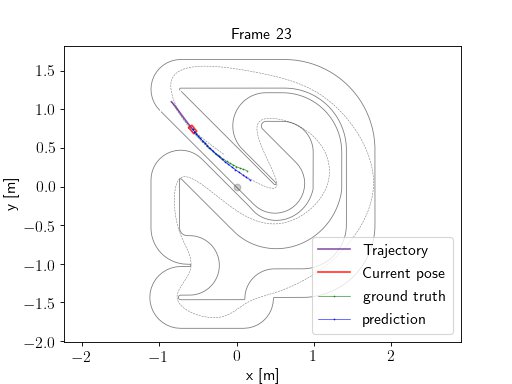 Frame 23
1.5
1.0
0.5
0.0
−0.5
−1.0
−1.5
−2.0
y [m]
−2 −1 0 1 2
x [m]
Trajectory
Current pose
ground truth
prediction